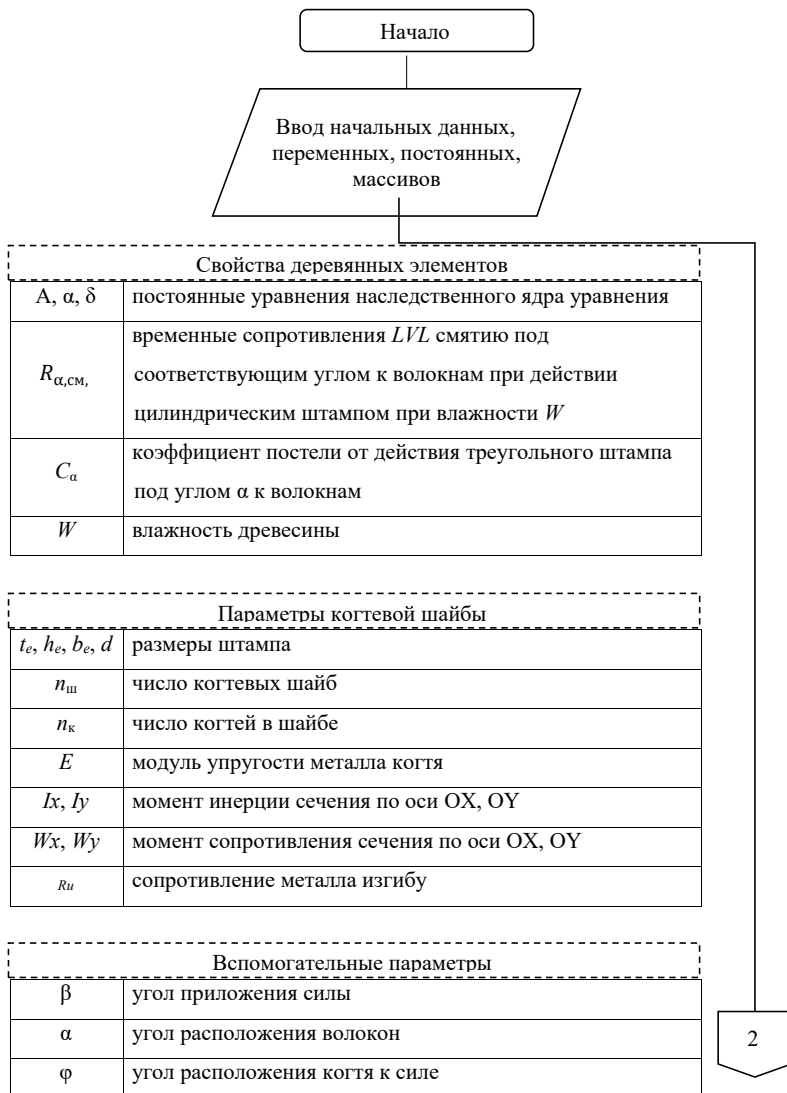 Начало
Ввод начальных данных,
переменных, постоянных,
массивов
Свойства деревянных элементов
А, α, δ постоянные уравнения наследственного ядра уравнения
Rα,см, временные сопротивления LVL смятию под
соответствующим углом к волокнам при действии
цилиндрическим штампом при влажности W
Cα коэффициент постели от действия треугольного штампа
под углом α к волокнам
W влажность древесины
Параметры когтевой шайбы
te, he, be, d размеры штампа
nш число когтевых шайб
nк число когтей в шайбе
E модуль упругости металла когтя
Ix, Iy момент инерции сечения по оси OX, OY
Wx, Wy момент сопротивления сечения по оси OX, OY
Rи сопротивление металла изгибу
Вспомогательные параметры
β угол приложения силы
α угол расположения волокон
φ угол расположения когтя к силе
2